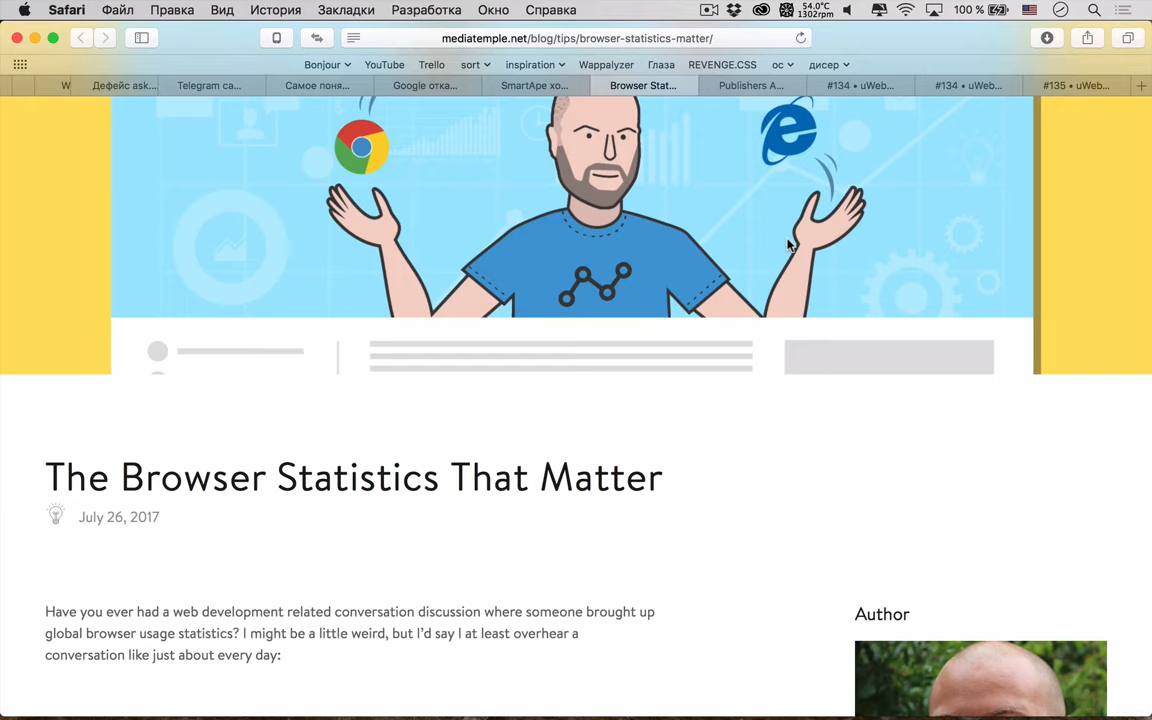 Safari Файл Правка Вид История Закладки Разработка Окно Справка 54.0°C 1302rpm 100 %
mediatemple.net/blog/tips/browser-statistics-matter/
Bonjour YouTube Trello sort inspiration Wappalyzer Глаза REVENGE.CSS ос дисер
W Дефейс ask... Telegram са... Самое поня... Google отка... SmartApe хо... Browser Stat... Publishers A... #134 • uWeb... #134 • uWeb... #135 • uWeb...
The Browser Statistics That Matter
July 26, 2017
Have you ever had a web development related conversation discussion where someone brought up
global browser usage statistics? I might be a little weird, but I'd say I at least overhear a
conversation like just about every day:
Author